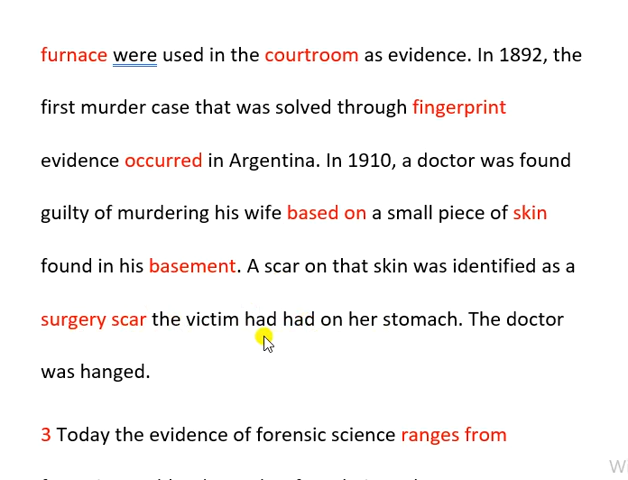 furnace were used in the courtroom as evidence. In 1892, the
first murder case that was solved through fingerprint
evidence occurred in Argentina. In 1910, a doctor was found
guilty of murdering his wife based on a small piece of skin
found in his basement. A scar on that skin was identified as a
surgery scar the victim had had on her stomach. The doctor
was hanged.
3 Today the evidence of forensic science ranges from